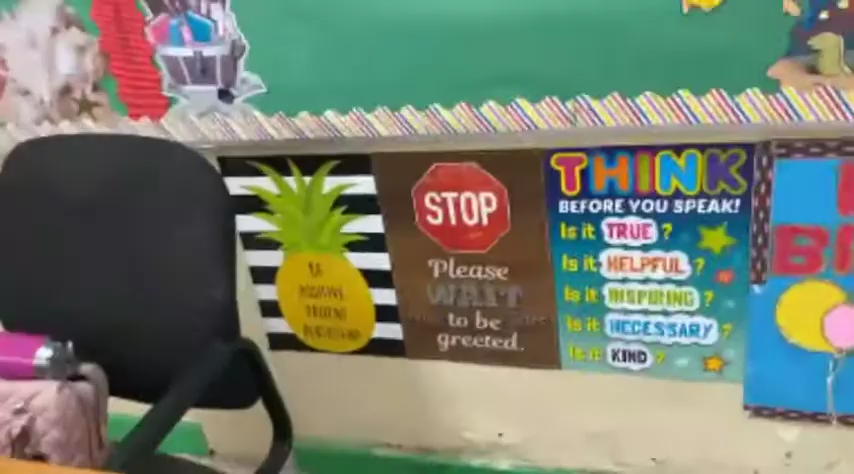 STOP
Please
WAIT
to be
greeted.
THINK
BEFORE YOU SPEAK!
Is it TRUE ?
Is it HELPFUL ?
Is it INSPIRING ?
Is it NECESSARY ?
Is it KIND ?